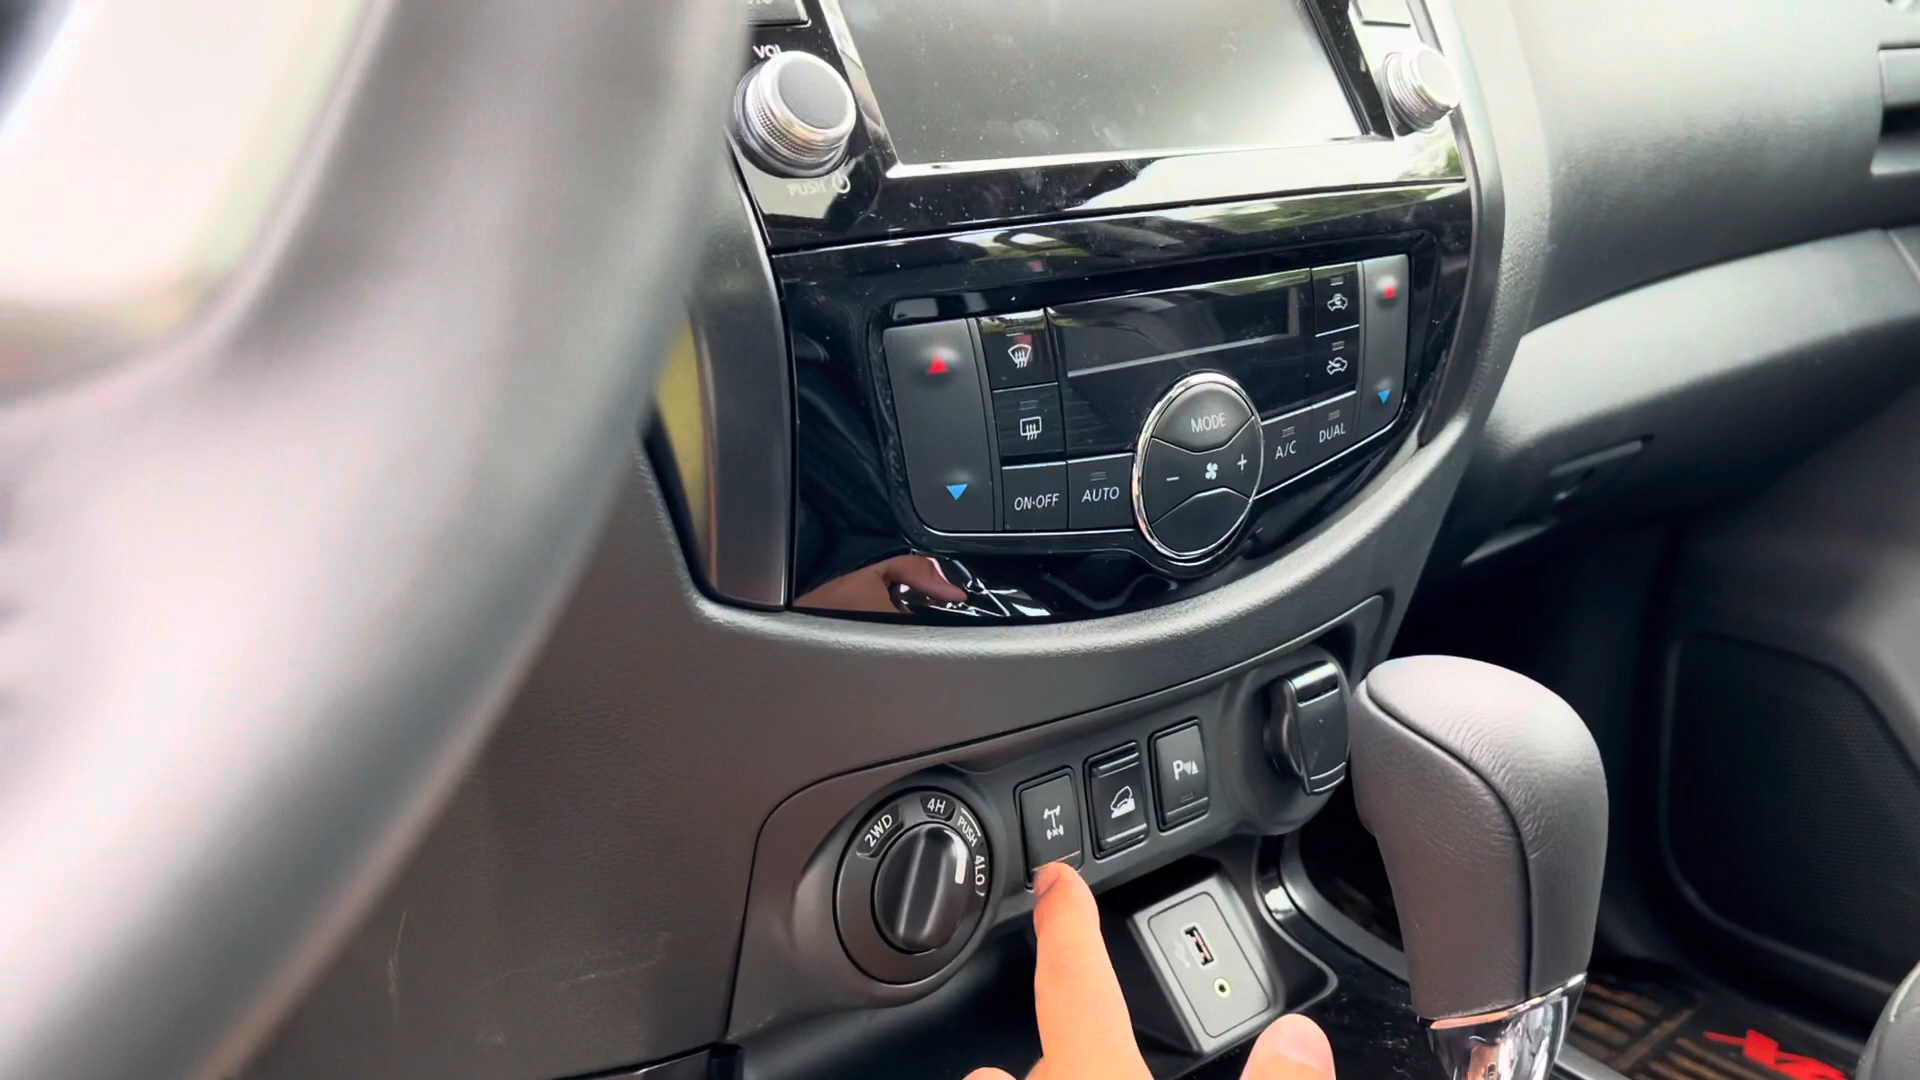 VOL
PUSH
MODE
A/C
DUAL
ON·OFF
AUTO
- +
2WD
4H
PUSH
4LO
P